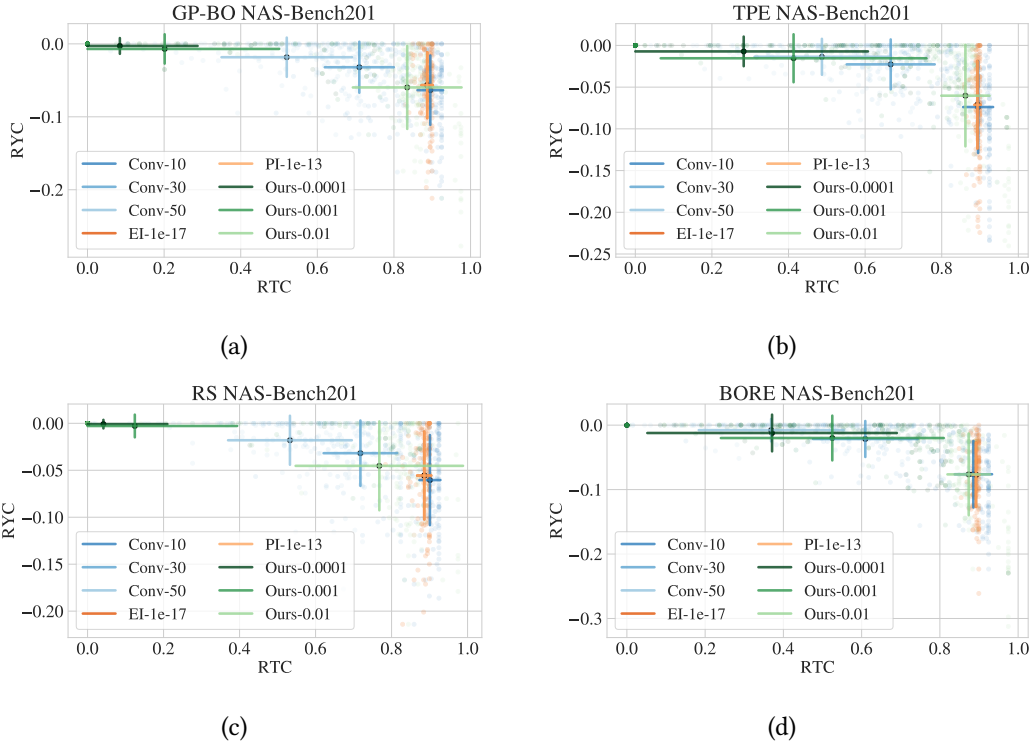 GP-BO NAS-Bench201
RYC
0.0
−0.1
−0.2
Conv-10
Conv-30
Conv-50
EI-1e-17
PI-1e-13
Ours-0.0001
Ours-0.001
Ours-0.01
0.0 0.2 0.4 0.6 0.8 1.0
RTC
(a)
TPE NAS-Bench201
RYC
0.00
−0.05
−0.10
−0.15
−0.20
−0.25
Conv-10
Conv-30
Conv-50
EI-1e-17
PI-1e-13
Ours-0.0001
Ours-0.001
Ours-0.01
0.0 0.2 0.4 0.6 0.8 1.0
RTC
(b)
RS NAS-Bench201
RYC
0.00
−0.05
−0.10
−0.15
−0.20
Conv-10
Conv-30
Conv-50
EI-1e-17
PI-1e-13
Ours-0.0001
Ours-0.001
Ours-0.01
0.0 0.2 0.4 0.6 0.8 1.0
RTC
(c)
BORE NAS-Bench201
RYC
0.0
−0.1
−0.2
−0.3
Conv-10
Conv-30
Conv-50
EI-1e-17
PI-1e-13
Ours-0.0001
Ours-0.001
Ours-0.01
0.0 0.2 0.4 0.6 0.8 1.0
RTC
(d)